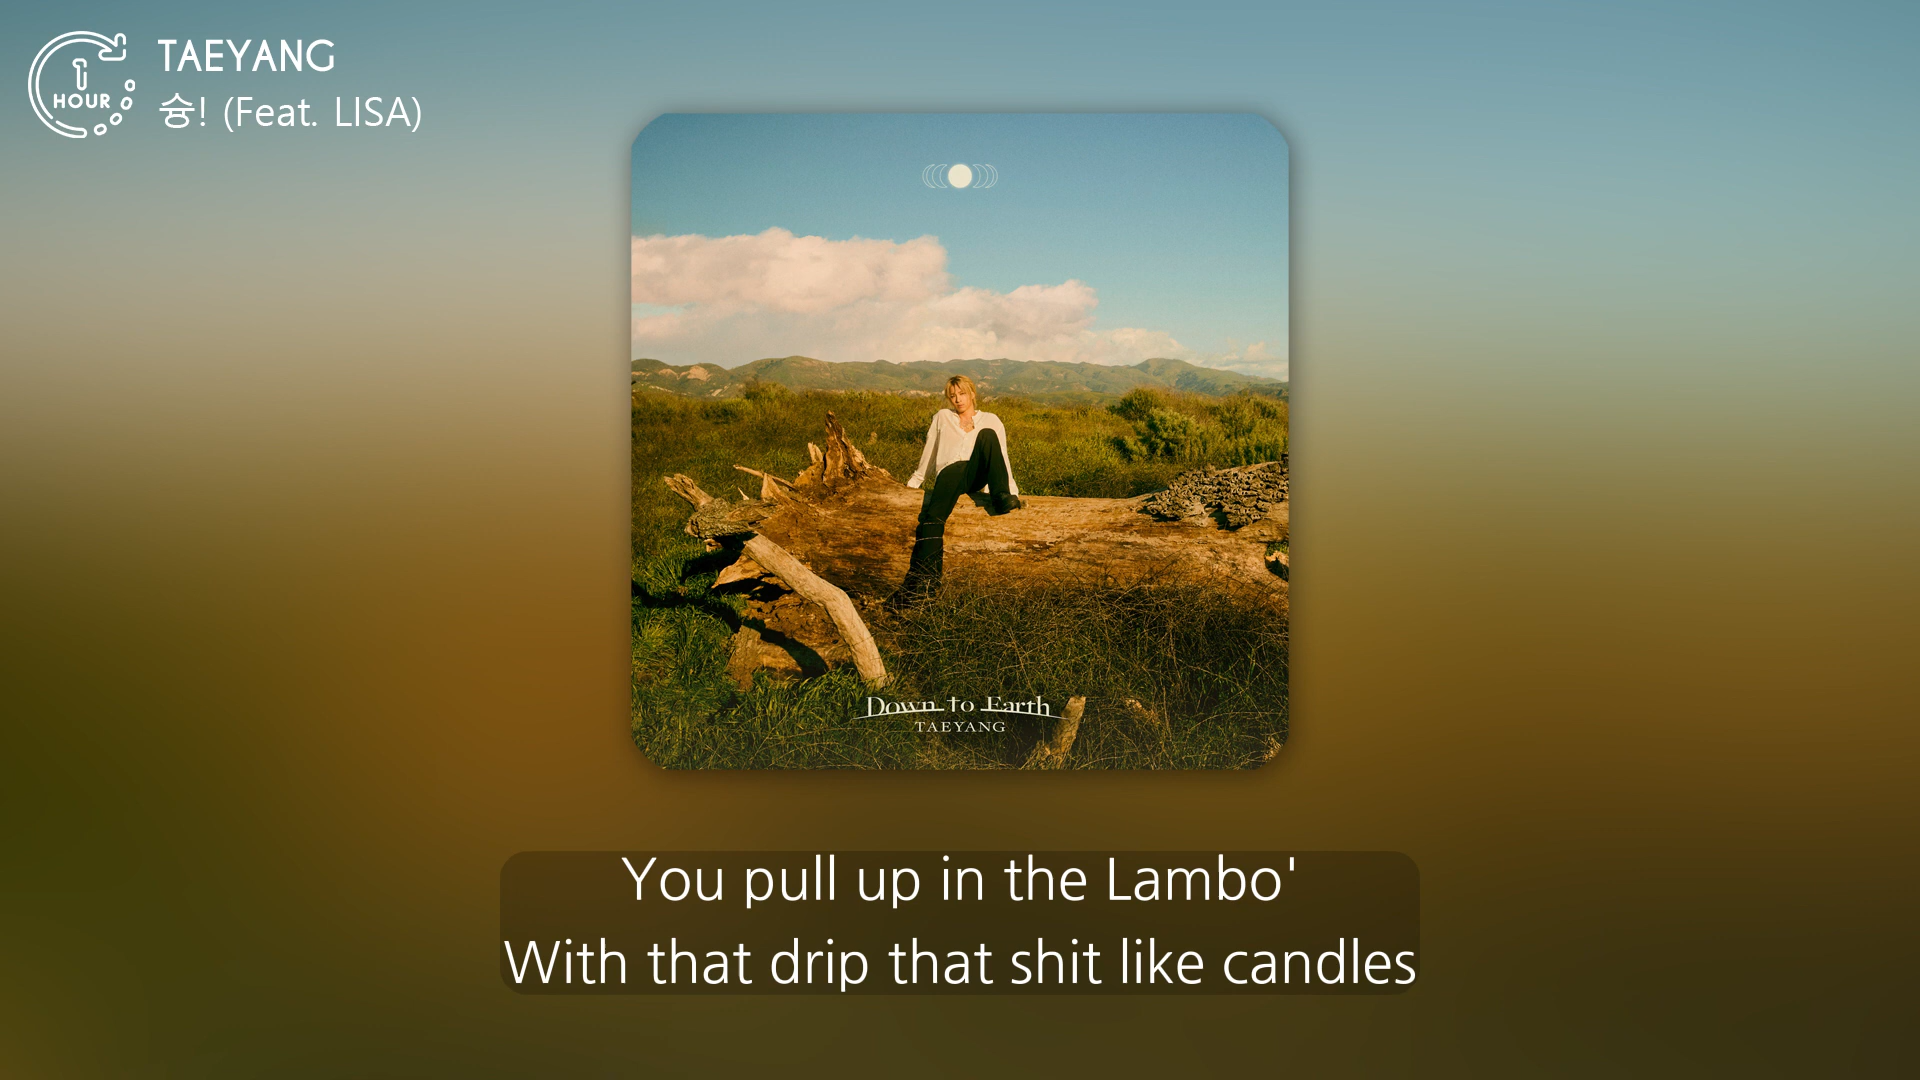 1
HOUR
TAEYANG
슝! (Feat. LISA)
Down to Earth
TAEYANG
You pull up in the Lambo'
With that drip that shit like candles